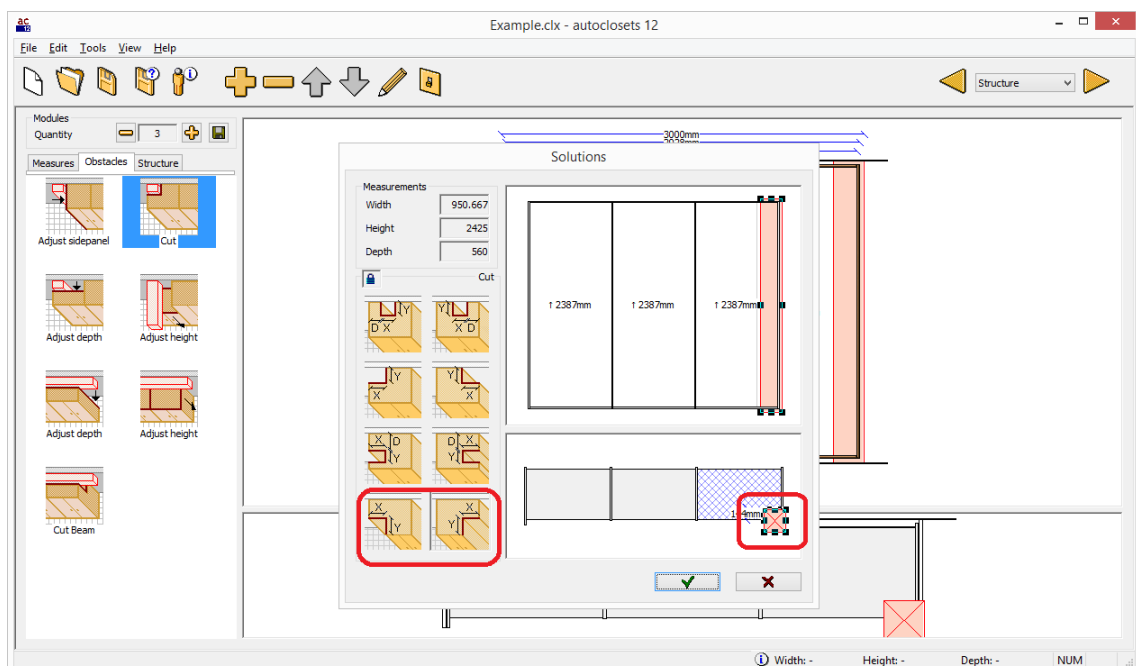 ac
12
Example.clx - autoclosets 12
File Edit Tools View Help
Structure
Modules
Quantity 3
Measures Obstacles Structure
Adjust sidepanel Cut
Adjust depth Adjust height
Adjust depth Adjust height
Cut Beam
3000mm
Solutions
Measurements
Width 950.667
Height 2425
Depth 560
Cut
D X Y X D Y
X Y Y X
X D Y D X Y
X Y X Y
↑ 2387mm ↑ 2387mm ↑ 2387mm
Width: - Height: - Depth: - NUM